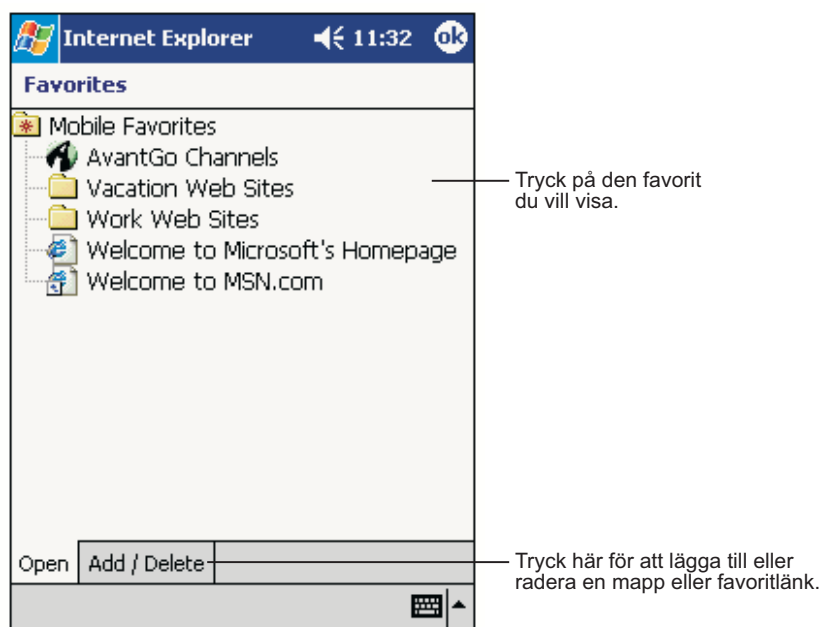 Internet Explorer 11:32 ok
Favorites
Mobile Favorites
AvantGo Channels
Vacation Web Sites
Work Web Sites
Welcome to Microsoft's Homepage
Welcome to MSN.com
Tryck på den favorit
du vill visa.
Open Add / Delete
Tryck här för att lägga till eller
radera en mapp eller favoritlänk.